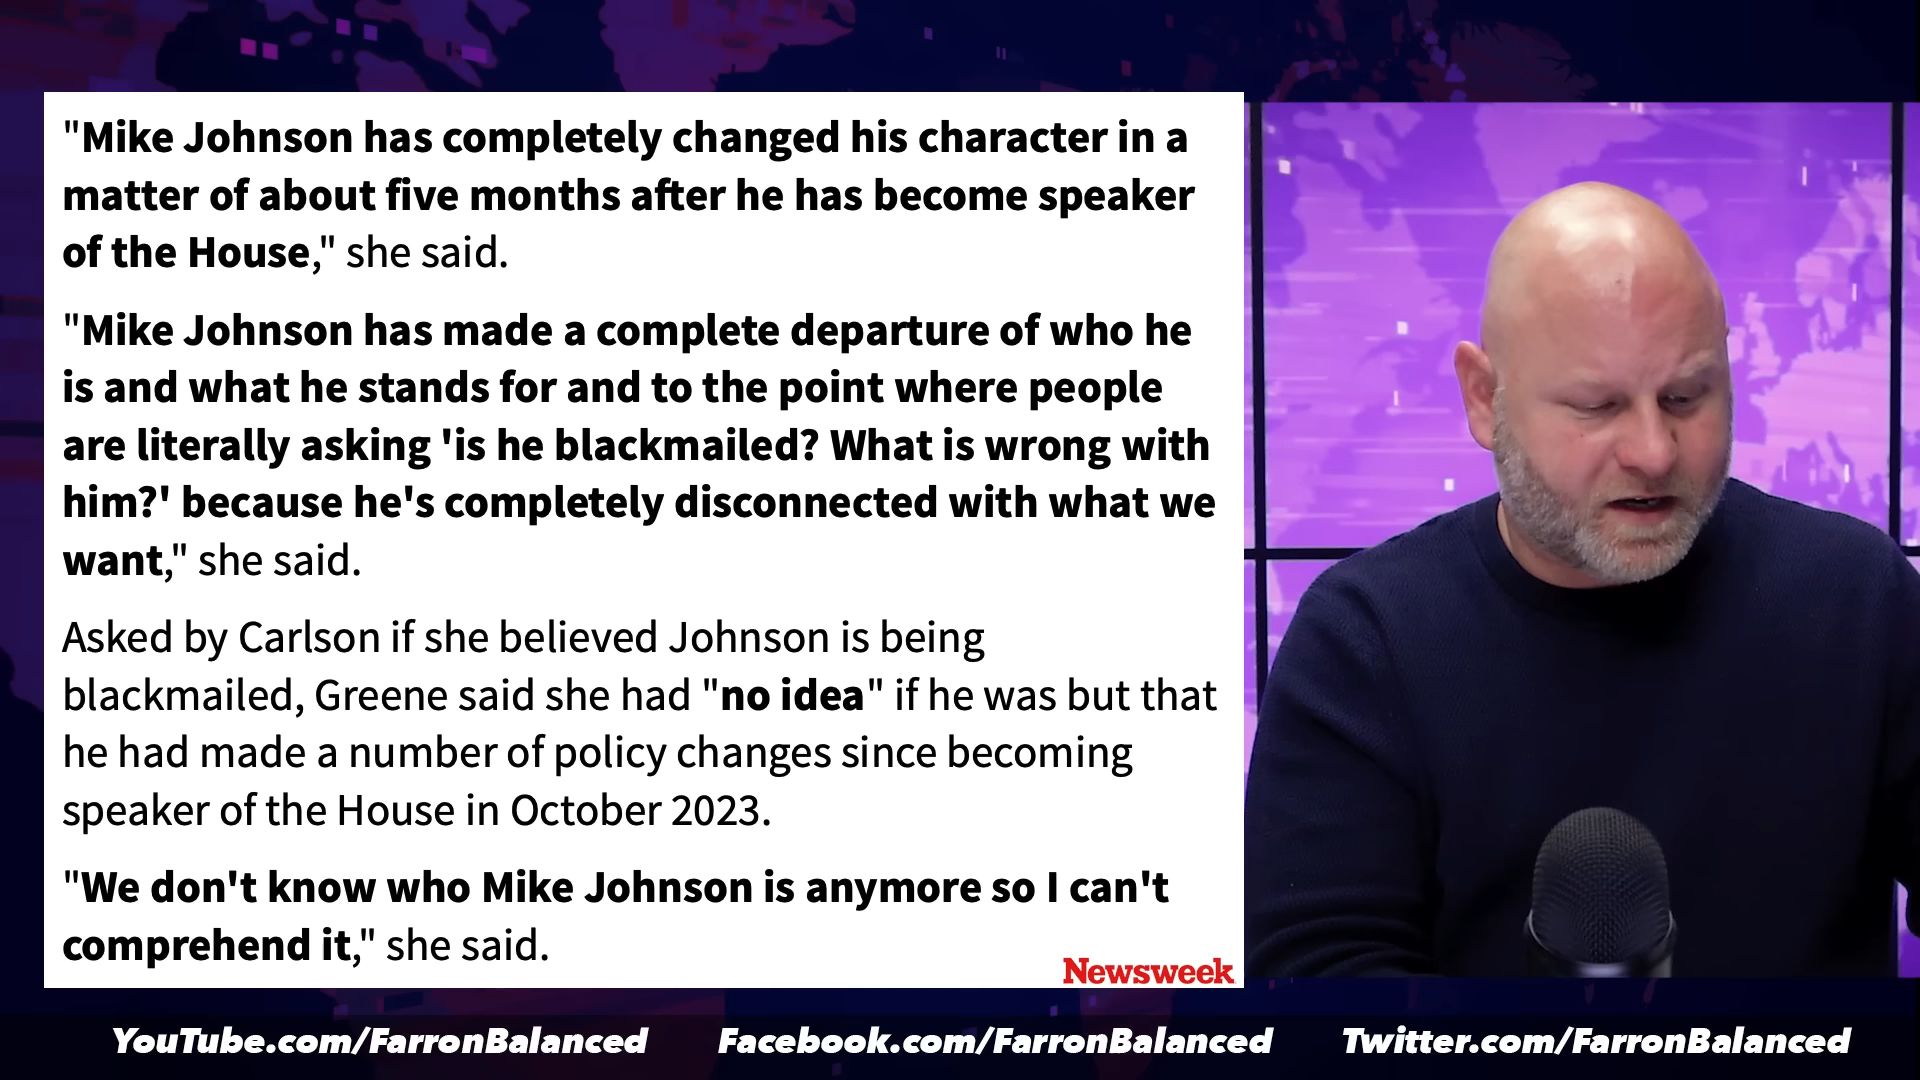 "Mike Johnson has completely changed his character in a
matter of about five months after he has become speaker
of the House," she said.
"Mike Johnson has made a complete departure of who he
is and what he stands for and to the point where people
are literally asking 'is he blackmailed? What is wrong with
him?' because he's completely disconnected with what we
want," she said.
Asked by Carlson if she believed Johnson is being
blackmailed, Greene said she had "no idea" if he was but that
he had made a number of policy changes since becoming
speaker of the House in October 2023.
"We don't know who Mike Johnson is anymore so I can't
comprehend it," she said.
Newsweek
YouTube.com/FarronBalanced Facebook.com/FarronBalanced Twitter.com/FarronBalanced